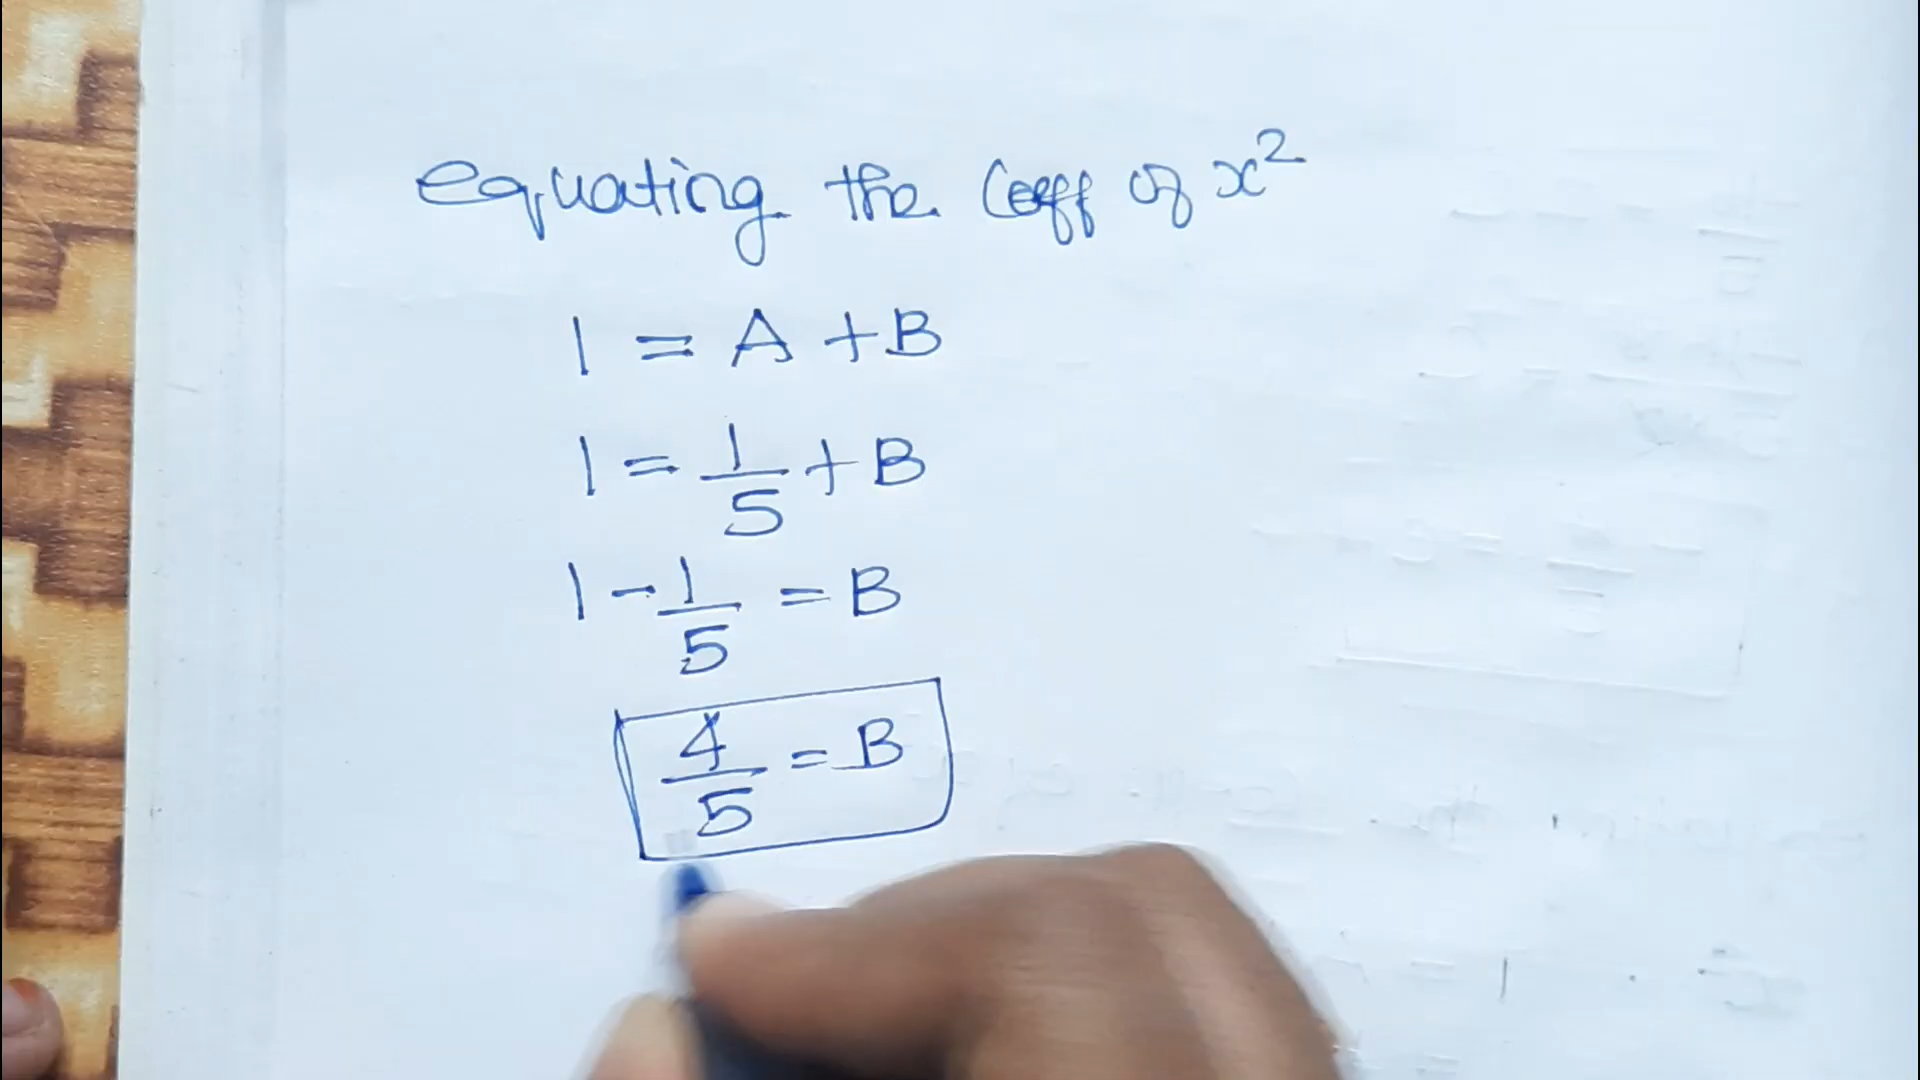 equating the Coeff of x²
1 = A + B
1 = 1/5 + B
1 - 1/5 = B
4/5 = B